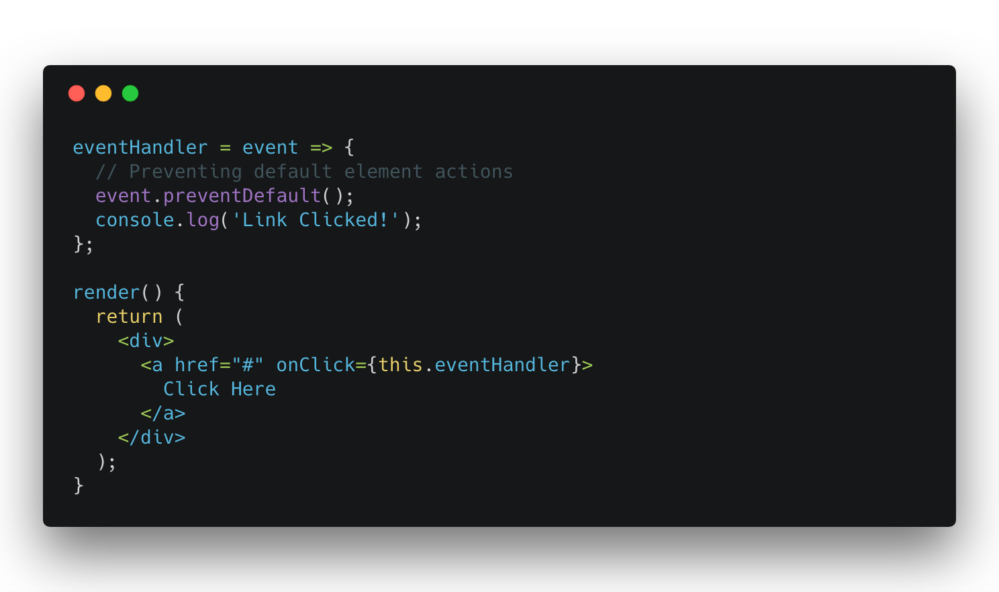 eventHandler = event => {
  // Preventing default element actions
  event.preventDefault();
  console.log('Link Clicked!');
};

render() {
  return (
    <div>
      <a href="#" onClick={this.eventHandler}>
        Click Here
      </a>
    </div>
  );
}